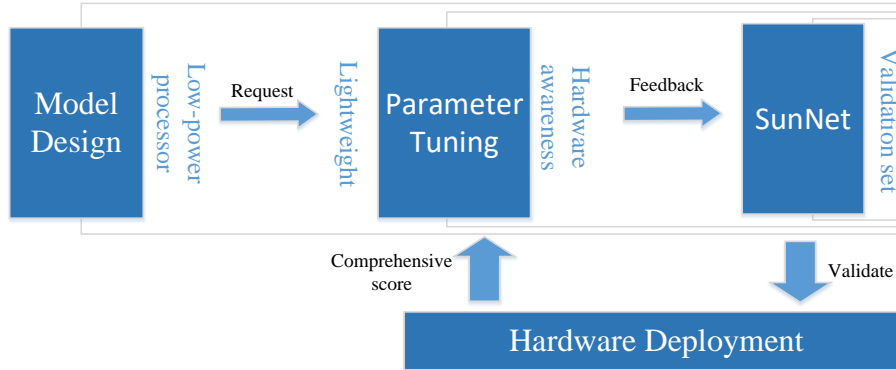 Model
Design
Low-power
processor
Request
Lightweight
Parameter
Tuning
Hardware
awareness
Feedback
SunNet
Validation set
Comprehensive
score
Validate
Hardware Deployment